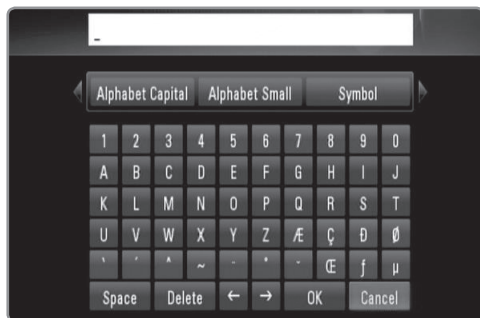 _
Alphabet Capital Alphabet Small Symbol
1 2 3 4 5 6 7 8 9 0
A B C D E F G H I J
K L M N O P Q R S T
U V W X Y Z Æ Ç Ð Ø
` ´ ^ ~ ¨ ° ˇ Œ ƒ µ
Space Delete ← → OK Cancel